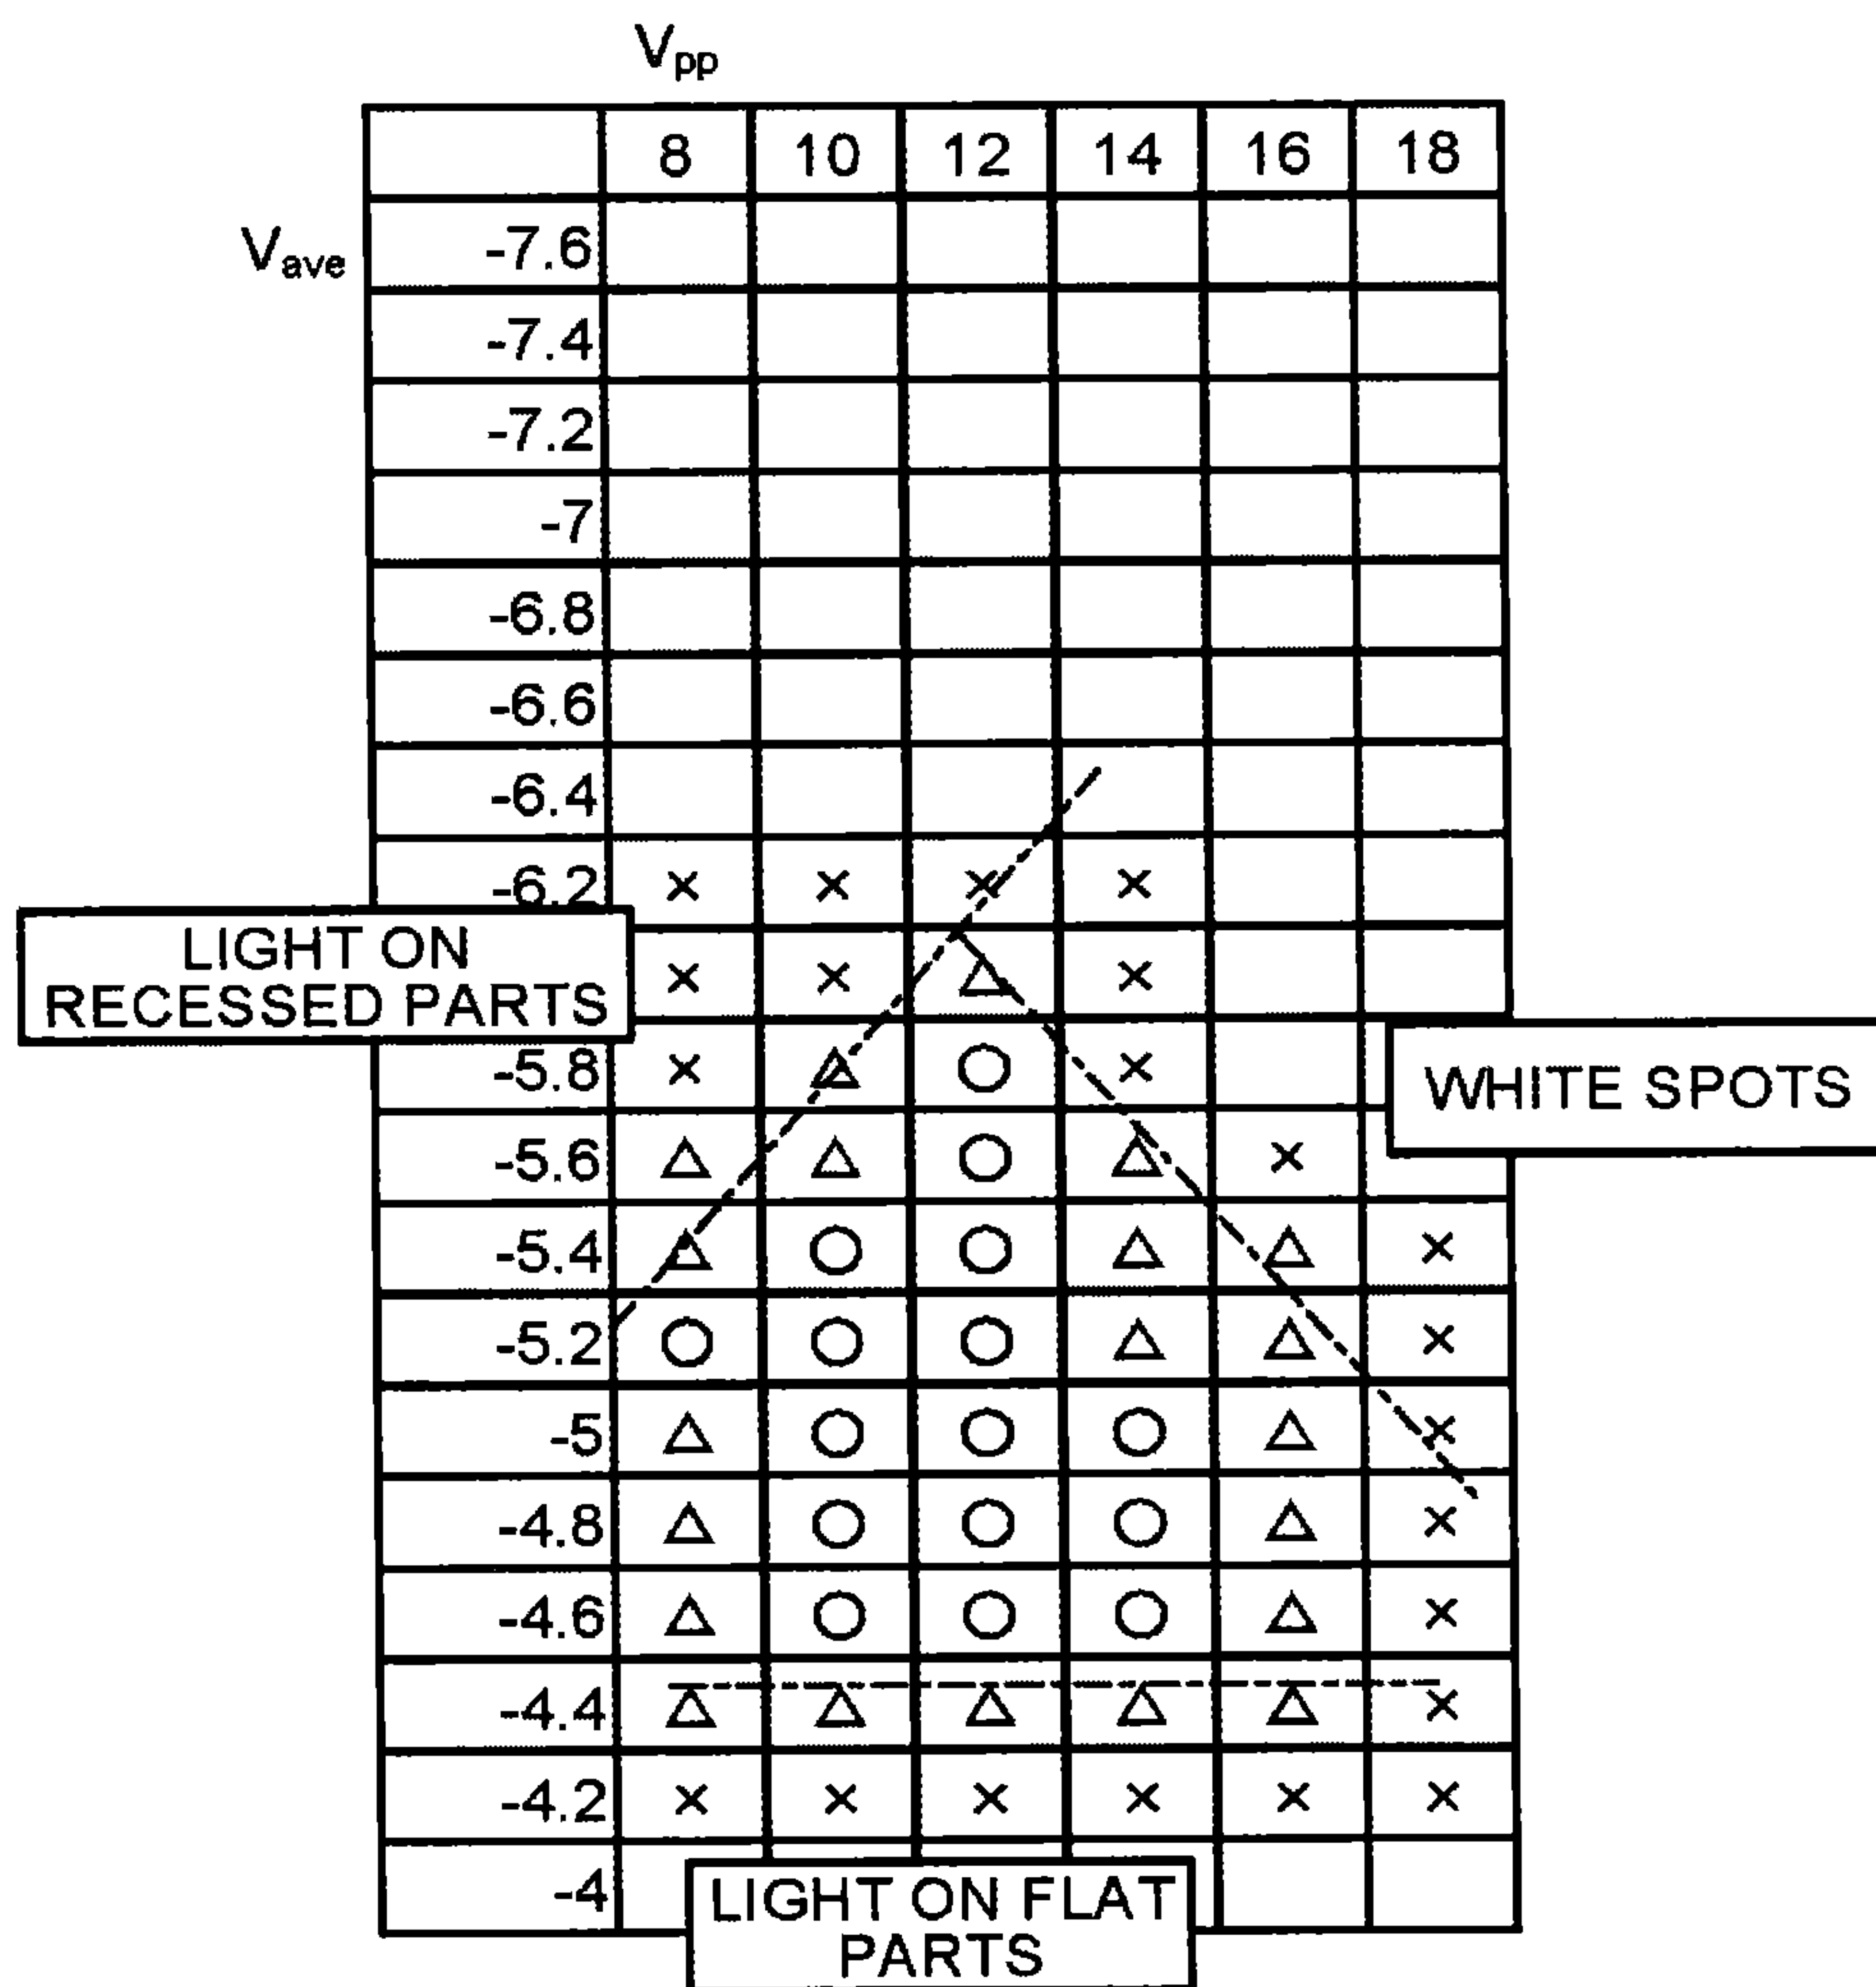 Vpp
8 10 12 14 16 18
Vave
-7.6
-7.4
-7.2
-7
-6.8
-6.6
-6.4
-6.2 × × × ×
LIGHT ON
RECESSED PARTS
× × △ ×
-5.8 × △ ○ ×
WHITE SPOTS
-5.6 △ △ ○ △ ×
-5.4 △ ○ ○ △ △ ×
-5.2 ○ ○ ○ △ △ ×
-5 △ ○ ○ ○ △ ×
-4.8 △ ○ ○ ○ △ ×
-4.6 △ ○ ○ ○ △ ×
-4.4 △ △ △ △ △ ×
-4.2 × × × × × ×
-4
LIGHT ON FLAT
PARTS